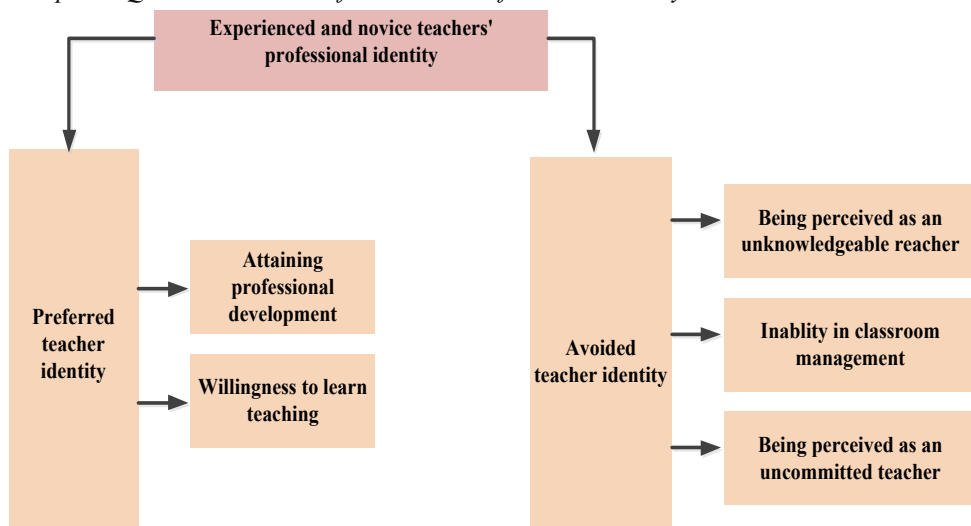 Experienced and novice teachers'
professional identity
Preferred
teacher
identity
Attaining
professional
development
Willingness to learn
teaching
Avoided
teacher identity
Being perceived as an
unknowledgeable reacher
Inablity in classroom
management
Being perceived as an
uncommitted teacher